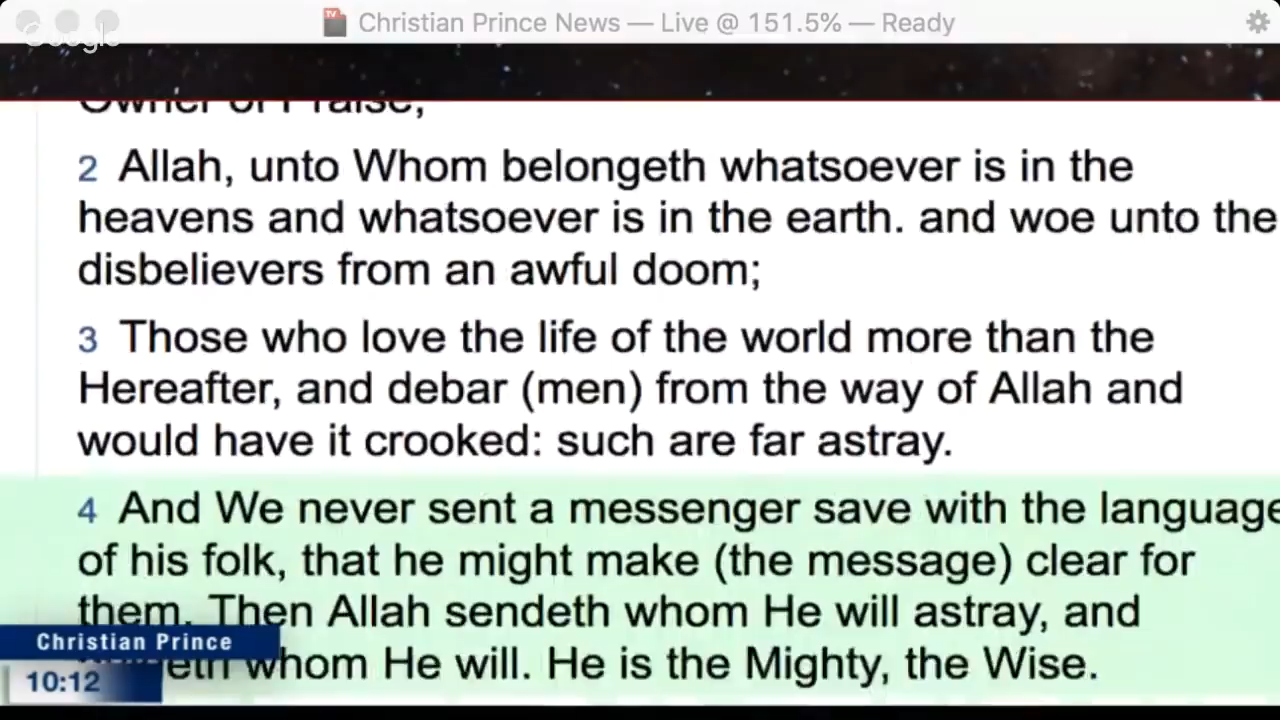 Christian Prince News — Live @ 151.5% — Ready
Google
Owner of Praise;
2 Allah, unto Whom belongeth whatsoever is in the
heavens and whatsoever is in the earth. and woe unto the
disbelievers from an awful doom;
3 Those who love the life of the world more than the
Hereafter, and debar (men) from the way of Allah and
would have it crooked: such are far astray.
4 And We never sent a messenger save with the language
of his folk, that he might make (the message) clear for
them. Then Allah sendeth whom He will astray, and
whom He will. He is the Mighty, the Wise.
Christian Prince
10:12
TV